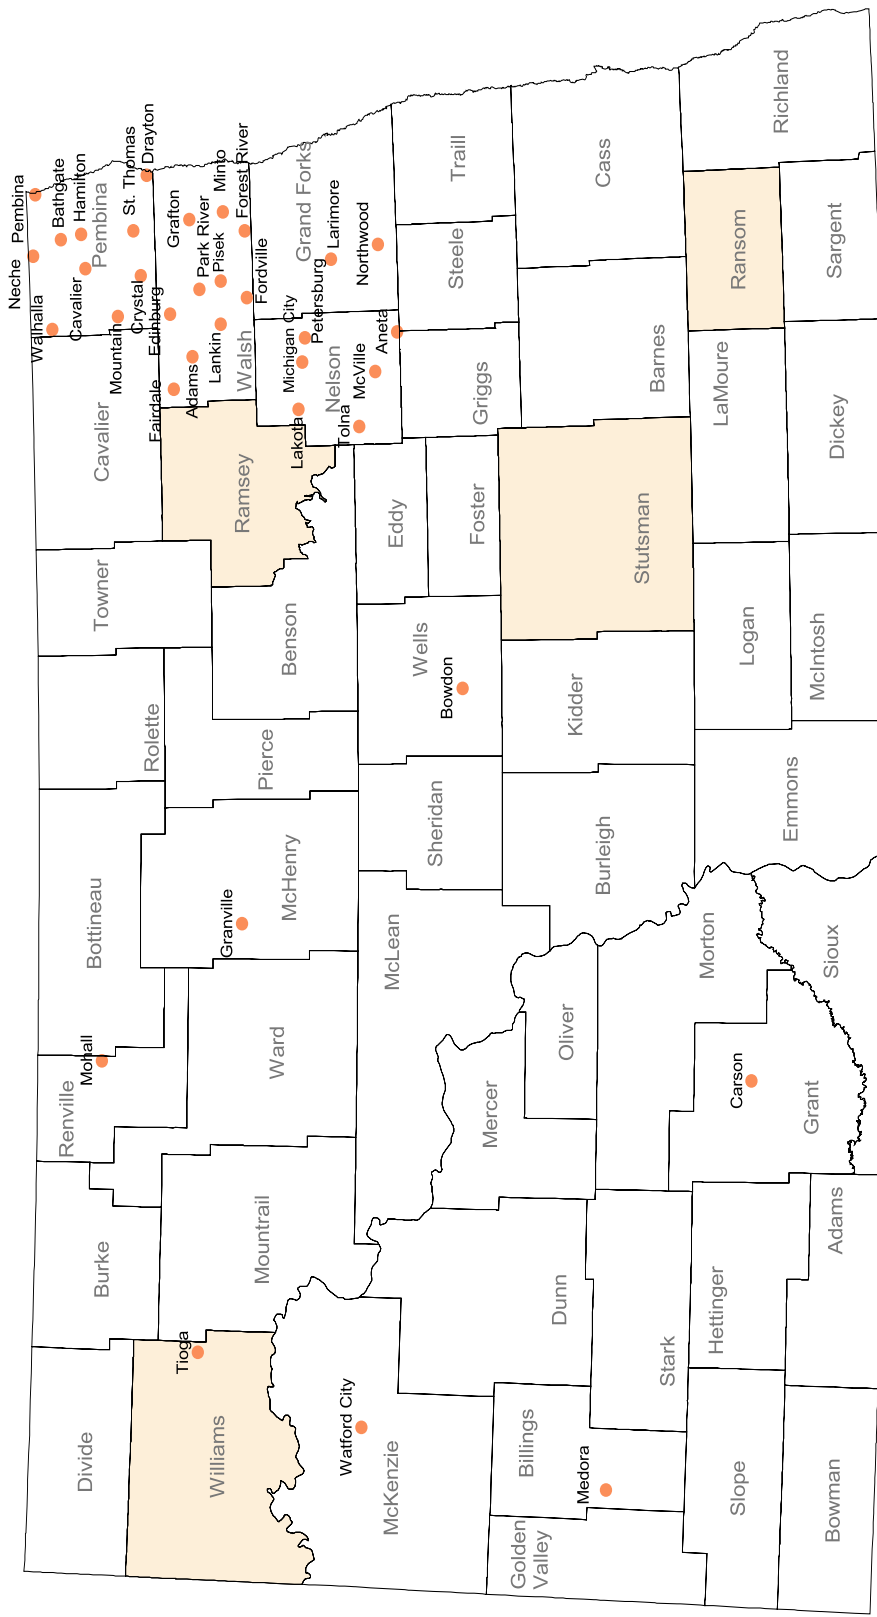 Divide
Burke
Renville
Mohall
Bottineau
Rolette
Towner
Cavalier
Walhalla
Neche
Pembina
Bathgate
Hamilton
Cavalier
Pembina
St. Thomas
Drayton
Mountain
Crystal
Williams
Tioga
Mountrail
Ward
Granville
McHenry
Pierce
Benson
Ramsey
Fairdale
Edinburg
Adams
Lankin
Walsh
Grafton
Park River
Pisek
Minto
Forest River
Fordville
Watford City
McKenzie
McLean
Sheridan
Wells
Bowdon
Eddy
Foster
Lakota
Michigan City
Petersburg
Nelson
Tolna
McVille
Aneta
Grand Forks
Larimore
Northwood
Griggs
Steele
Traill
Golden
Valley
Billings
Medora
Dunn
Mercer
Oliver
Burleigh
Kidder
Stutsman
Barnes
Cass
Stark
Morton
Slope
Hettinger
Grant
Carson
Sioux
Emmons
Logan
LaMoure
Ransom
Richland
Bowman
Adams
McIntosh
Dickey
Sargent